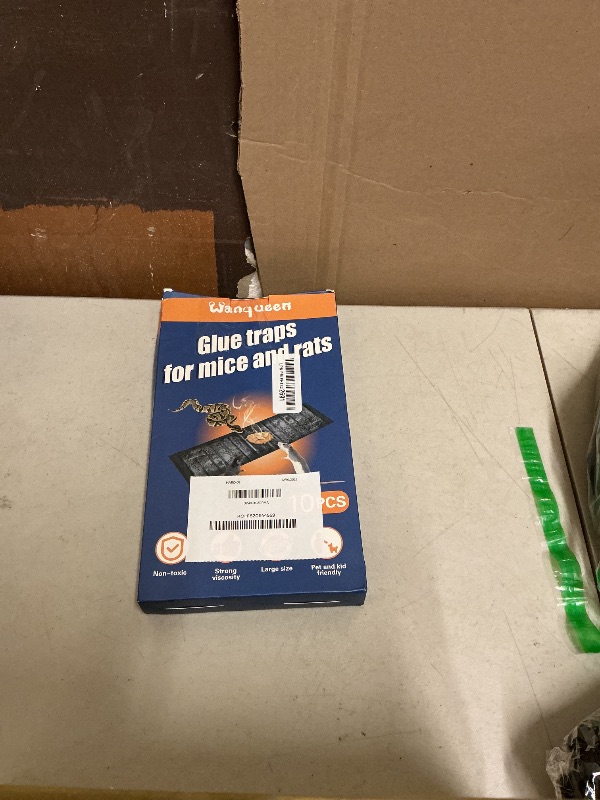 Wanqueen
Glue traps
for mice and rats
10PCS
Non-toxic
Strong
viscosity
Large size
Pet and kid
friendly